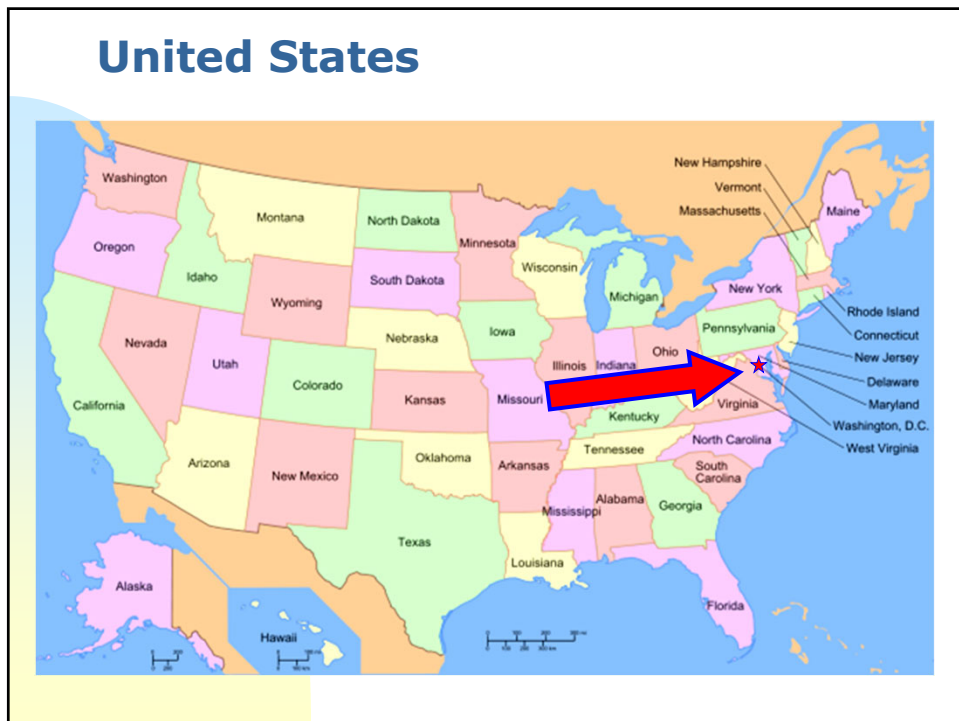 United States
New Hampshire
Vermont
Massachusetts
Washington
Montana
North Dakota
Minnesota
Maine
Oregon
Idaho
Wisconsin
South Dakota
Michigan
New York
Wyoming
Rhode Island
Iowa
Pennsylvania
Connecticut
Nebraska
Nevada
Ohio
New Jersey
Utah
Illinois
Indiana
Colorado
Delaware
California
Kansas
Missouri
Virginia
Maryland
Kentucky
Washington, D.C.
North Carolina
West Virginia
Tennessee
Oklahoma
Arizona
Arkansas
South
Carolina
New Mexico
Alabama
Georgia
Mississippi
Texas
Louisiana
Alaska
Florida
Hawaii